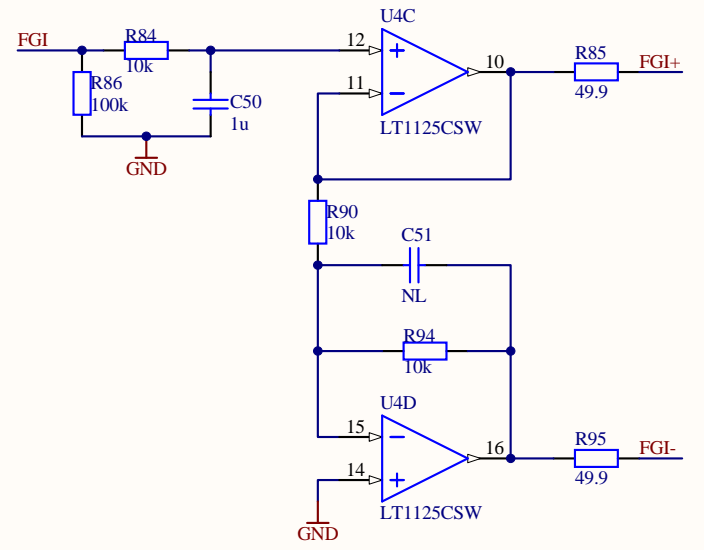 U4C
FGI
R84
12
10k
10
R85
FGI+
R86
100k
11
C50
1u
49.9
LT1125CSW
GND
R90
10k
C51
NL
R94
10k
U4D
15
16
R95
FGI-
14
49.9
LT1125CSW
GND